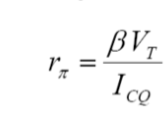 r_π = βV_T / I_CQ